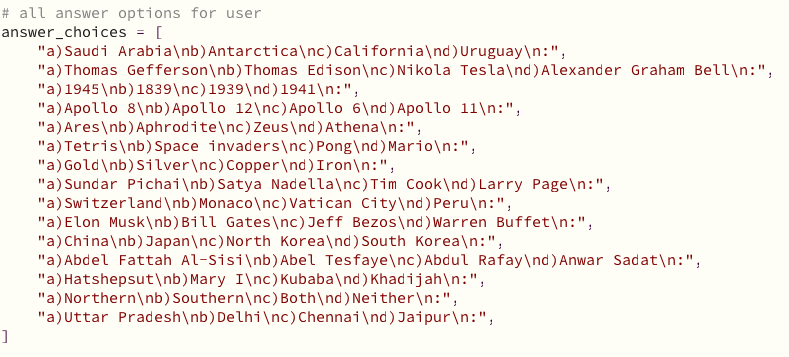 # all answer options for user
answer_choices = [
    "a)Saudi Arabia\nb)Antarctica\nc)California\nd)Uruguay\n:",
    "a)Thomas Gefferson\nb)Thomas Edison\nc)Nikola Tesla\nd)Alexander Graham Bell\n:",
    "a)1945\nb)1839\nc)1939\nd)1941\n:",
    "a)Apollo 8\nb)Apollo 12\nc)Apollo 6\nd)Apollo 11\n:",
    "a)Ares\nb)Aphrodite\nc)Zeus\nd)Athena\n:",
    "a)Tetris\nb)Space invaders\nc)Pong\nd)Mario\n:",
    "a)Gold\nb)Silver\nc)Copper\nd)Iron\n:",
    "a)Sundar Pichai\nb)Satya Nadella\nc)Tim Cook\nd)Larry Page\n:",
    "a)Switzerland\nb)Monaco\nc)Vatican City\nd)Peru\n:",
    "a)Elon Musk\nb)Bill Gates\nc)Jeff Bezos\nd)Warren Buffet\n:",
    "a)China\nb)Japan\nc)North Korea\nd)South Korea\n:",
    "a)Abdel Fattah Al-Sisi\nb)Abel Tesfaye\nc)Abdul Rafay\nd)Anwar Sadat\n:",
    "a)Hatshepsut\nb)Mary I\nc)Kubaba\nd)Khadijah\n:",
    "a)Northern\nb)Southern\nc)Both\nd)Neither\n:",
    "a)Uttar Pradesh\nb)Delhi\nc)Chennai\nd)Jaipur\n:",
]